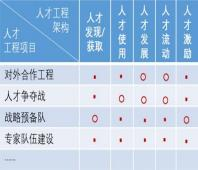 人才工程
架构
人才
工程项目
人才发现/获取
人才使用
人才发展
人才流动
人才激励
对外合作工程
人才争夺战
战略预备队
专家队伍建设
……